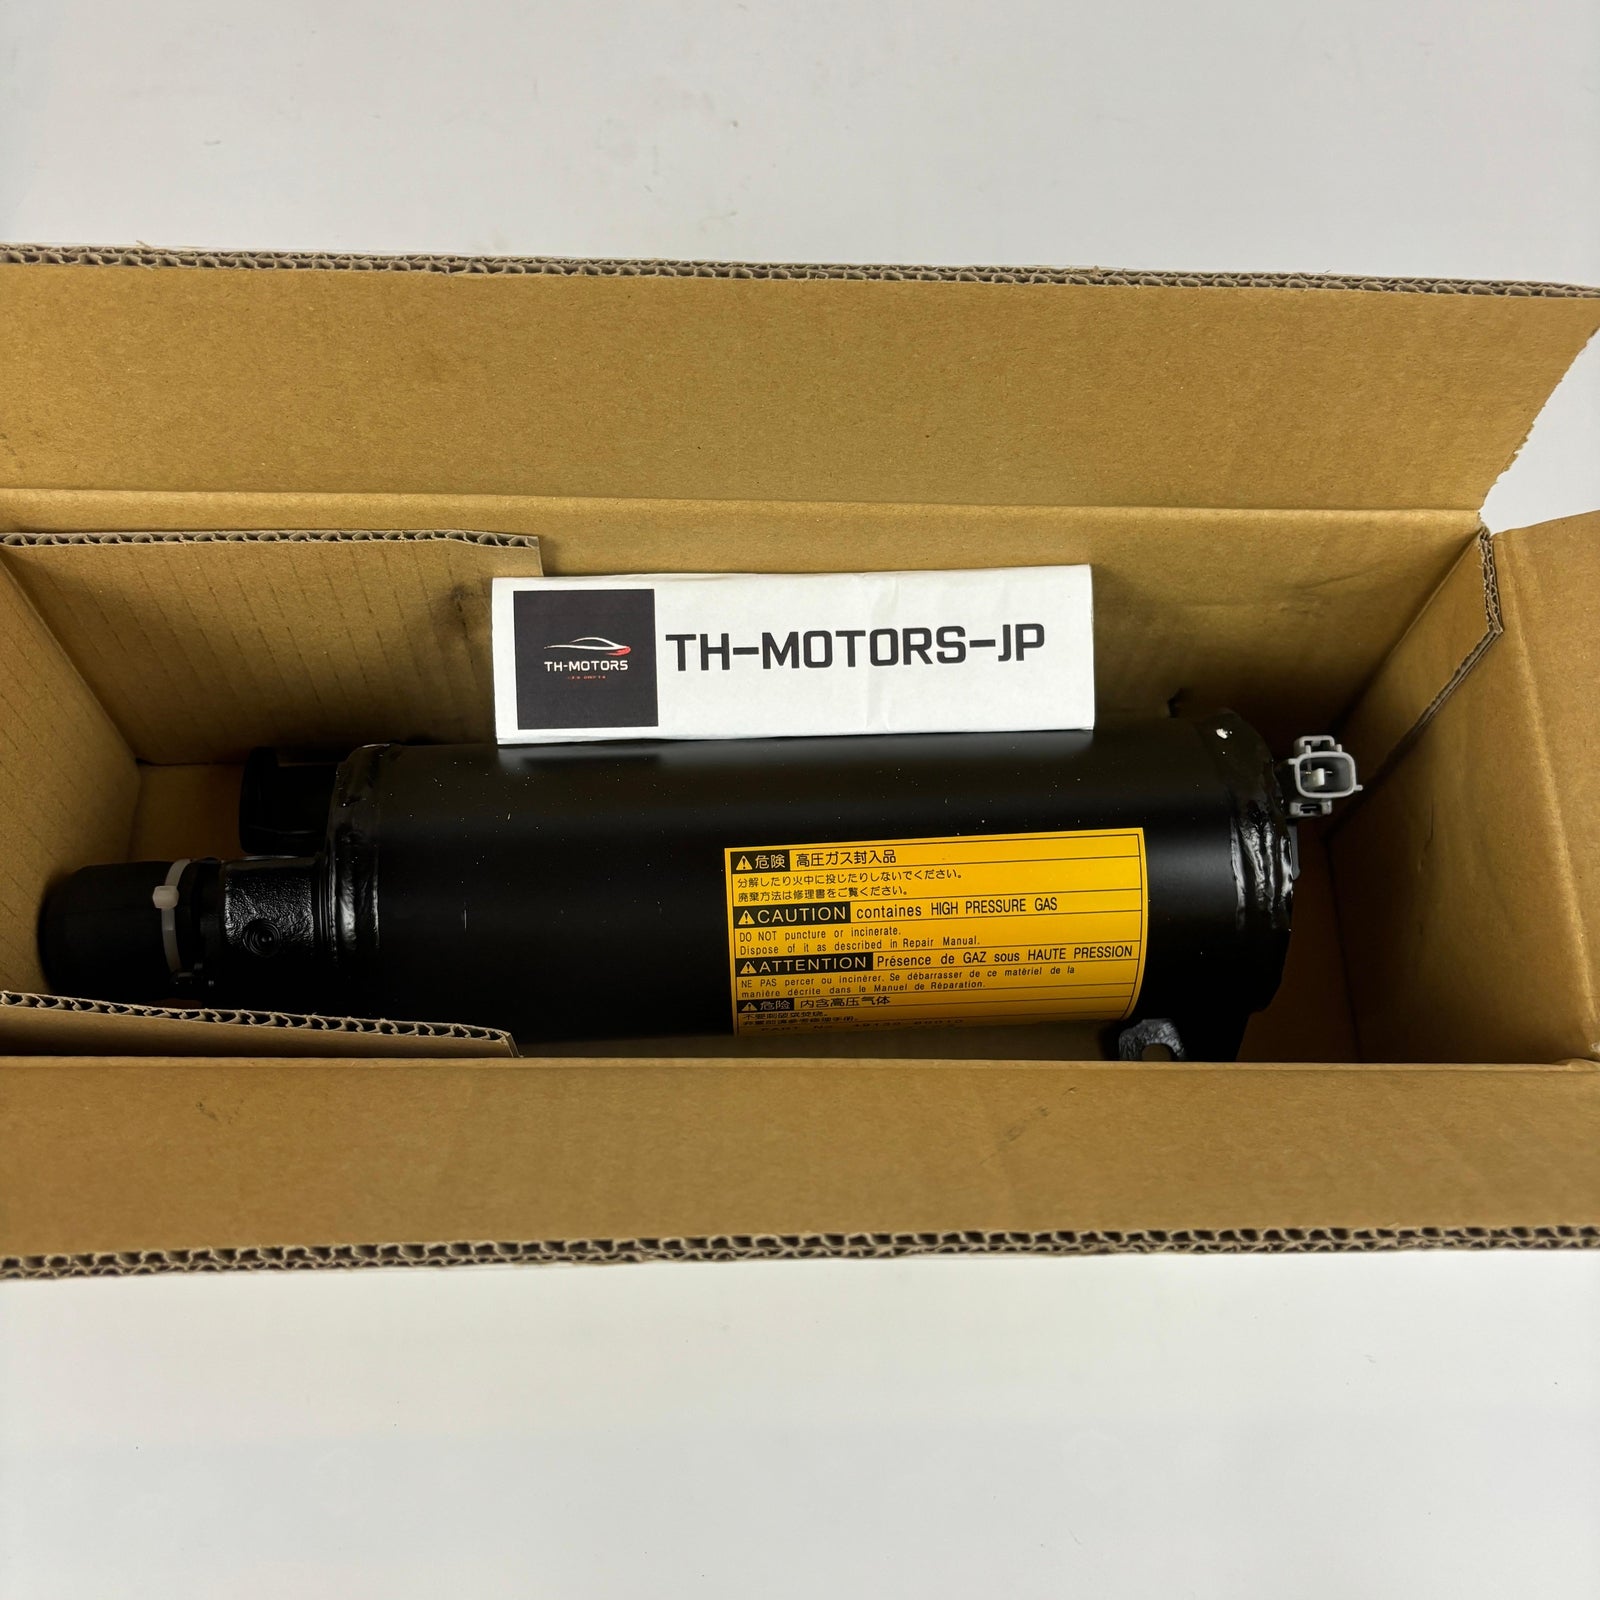 TH-MOTORS
TH-MOTORS-JP
危険 高圧ガス封入品
分解したり火中に投じたりしないでください。
廃棄方法は修理書をご覧ください。
CAUTION containes HIGH PRESSURE GAS
DO NOT puncture or incinerate.
Dispose of it as described in Repair Manual.
ATTENTION Présence de GAZ sous HAUTE PRESSION
NE PAS percer ou incinérer. Se débarrasser de ce matériel de la
manière décrite dans le Manuel de Réparation.
危险 内含高压气体